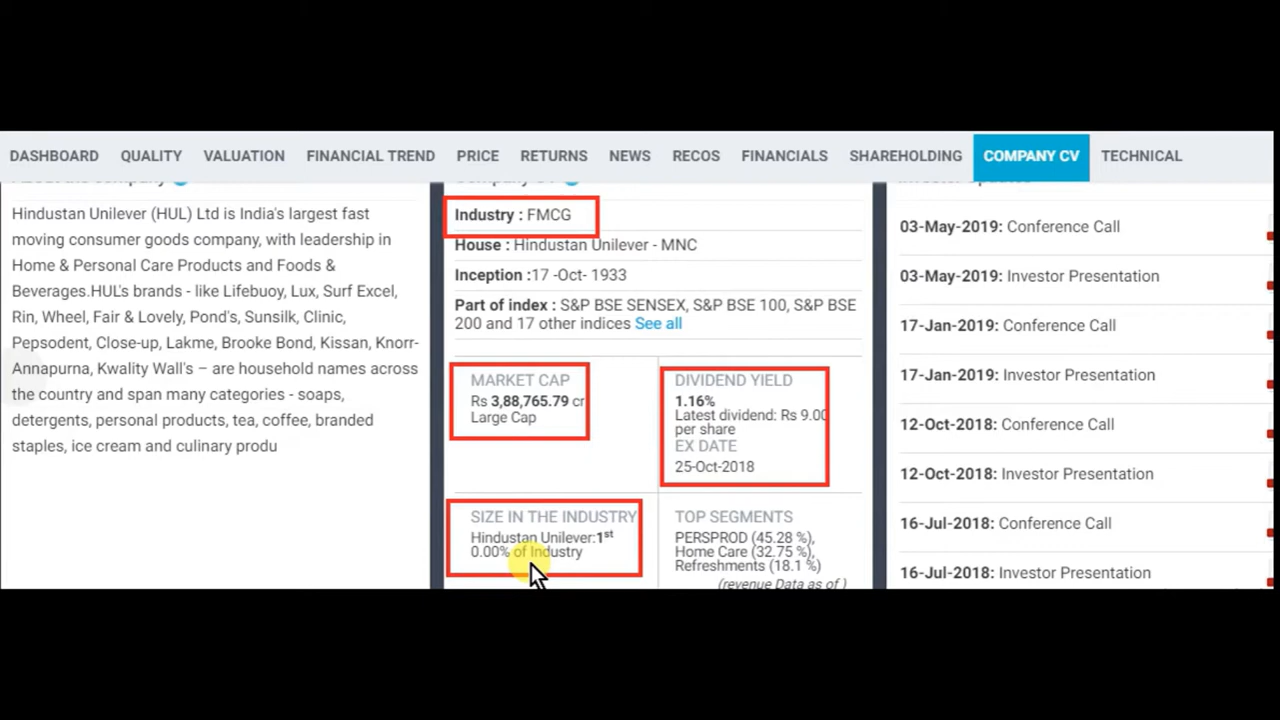 DASHBOARD QUALITY VALUATION FINANCIAL TREND PRICE RETURNS NEWS RECOS FINANCIALS SHAREHOLDING COMPANY CV TECHNICAL
Hindustan Unilever (HUL) Ltd is India's largest fast
moving consumer goods company, with leadership in
Home & Personal Care Products and Foods &
Beverages.HUL's brands - like Lifebuoy, Lux, Surf Excel,
Rin, Wheel, Fair & Lovely, Pond's, Sunsilk, Clinic,
Pepsodent, Close-up, Lakme, Brooke Bond, Kissan, Knorr-
Annapurna, Kwality Wall's – are household names across
the country and span many categories - soaps,
detergents, personal products, tea, coffee, branded
staples, ice cream and culinary produ
Industry : FMCG
House : Hindustan Unilever - MNC
Inception :17 -Oct- 1933
Part of index : S&P BSE SENSEX, S&P BSE 100, S&P BSE
200 and 17 other indices See all
MARKET CAP
Rs 3,88,765.79 cr
Large Cap
DIVIDEND YIELD
1.16%
Latest dividend: Rs 9.00
per share
EX DATE
25-Oct-2018
SIZE IN THE INDUSTRY
Hindustan Unilever:1st
0.00% of Industry
TOP SEGMENTS
PERSPROD (45.28 %),
Home Care (32.75 %),
Refreshments (18.1 %)
(revenue Data as of )
03-May-2019: Conference Call
03-May-2019: Investor Presentation
17-Jan-2019: Conference Call
17-Jan-2019: Investor Presentation
12-Oct-2018: Conference Call
12-Oct-2018: Investor Presentation
16-Jul-2018: Conference Call
16-Jul-2018: Investor Presentation